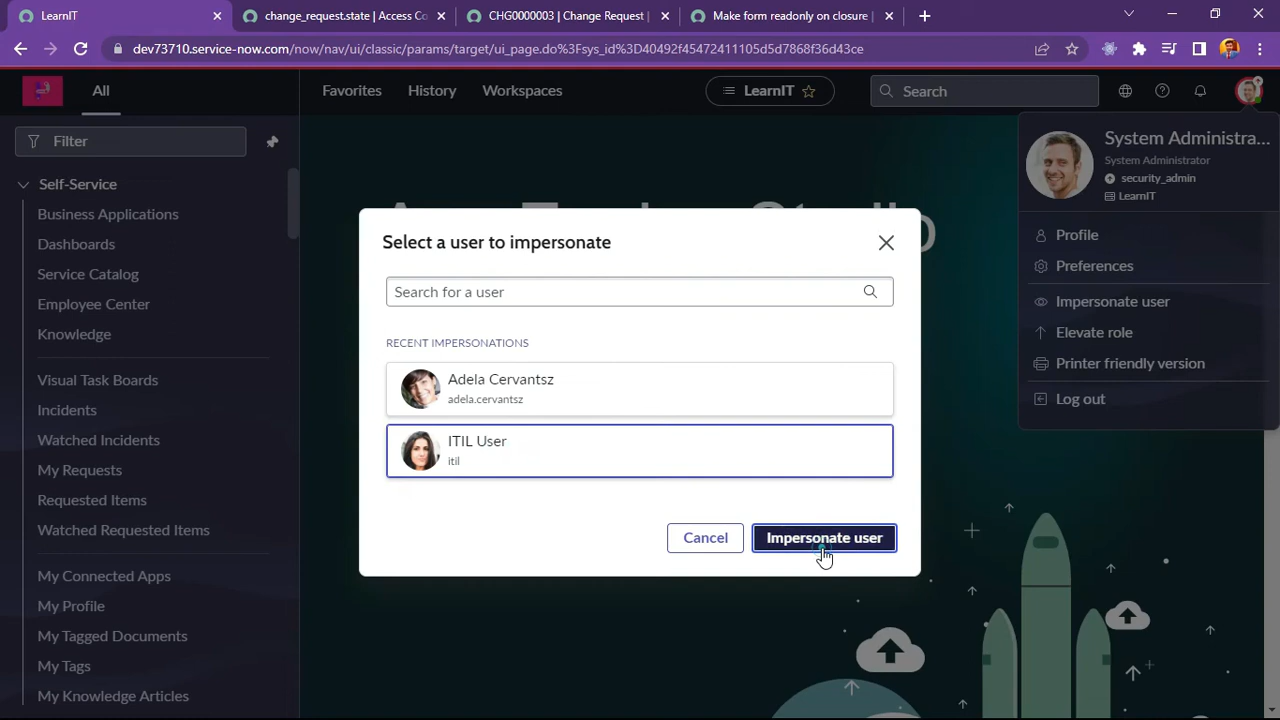 LearnIT
change_request.state | Access Co
CHG0000003 | Change Request |
Make form readonly on closure |
dev73710.service-now.com/now/nav/ui/classic/params/target/ui_page.do%3Fsys_id%3D40492f45472411105d5d7868f36d43ce
All
Favorites
History
Workspaces
LearnIT
Search
Filter
Self-Service
Business Applications
Dashboards
Service Catalog
Employee Center
Knowledge
Visual Task Boards
Incidents
Watched Incidents
My Requests
Requested Items
Watched Requested Items
My Connected Apps
My Profile
My Tagged Documents
My Tags
My Knowledge Articles
Select a user to impersonate
Search for a user
RECENT IMPERSONATIONS
Adela Cervantsz
adela.cervantsz
ITIL User
itil
Cancel
Impersonate user
System Administra...
System Administrator
security_admin
LearnIT
Profile
Preferences
Impersonate user
Elevate role
Printer friendly version
Log out